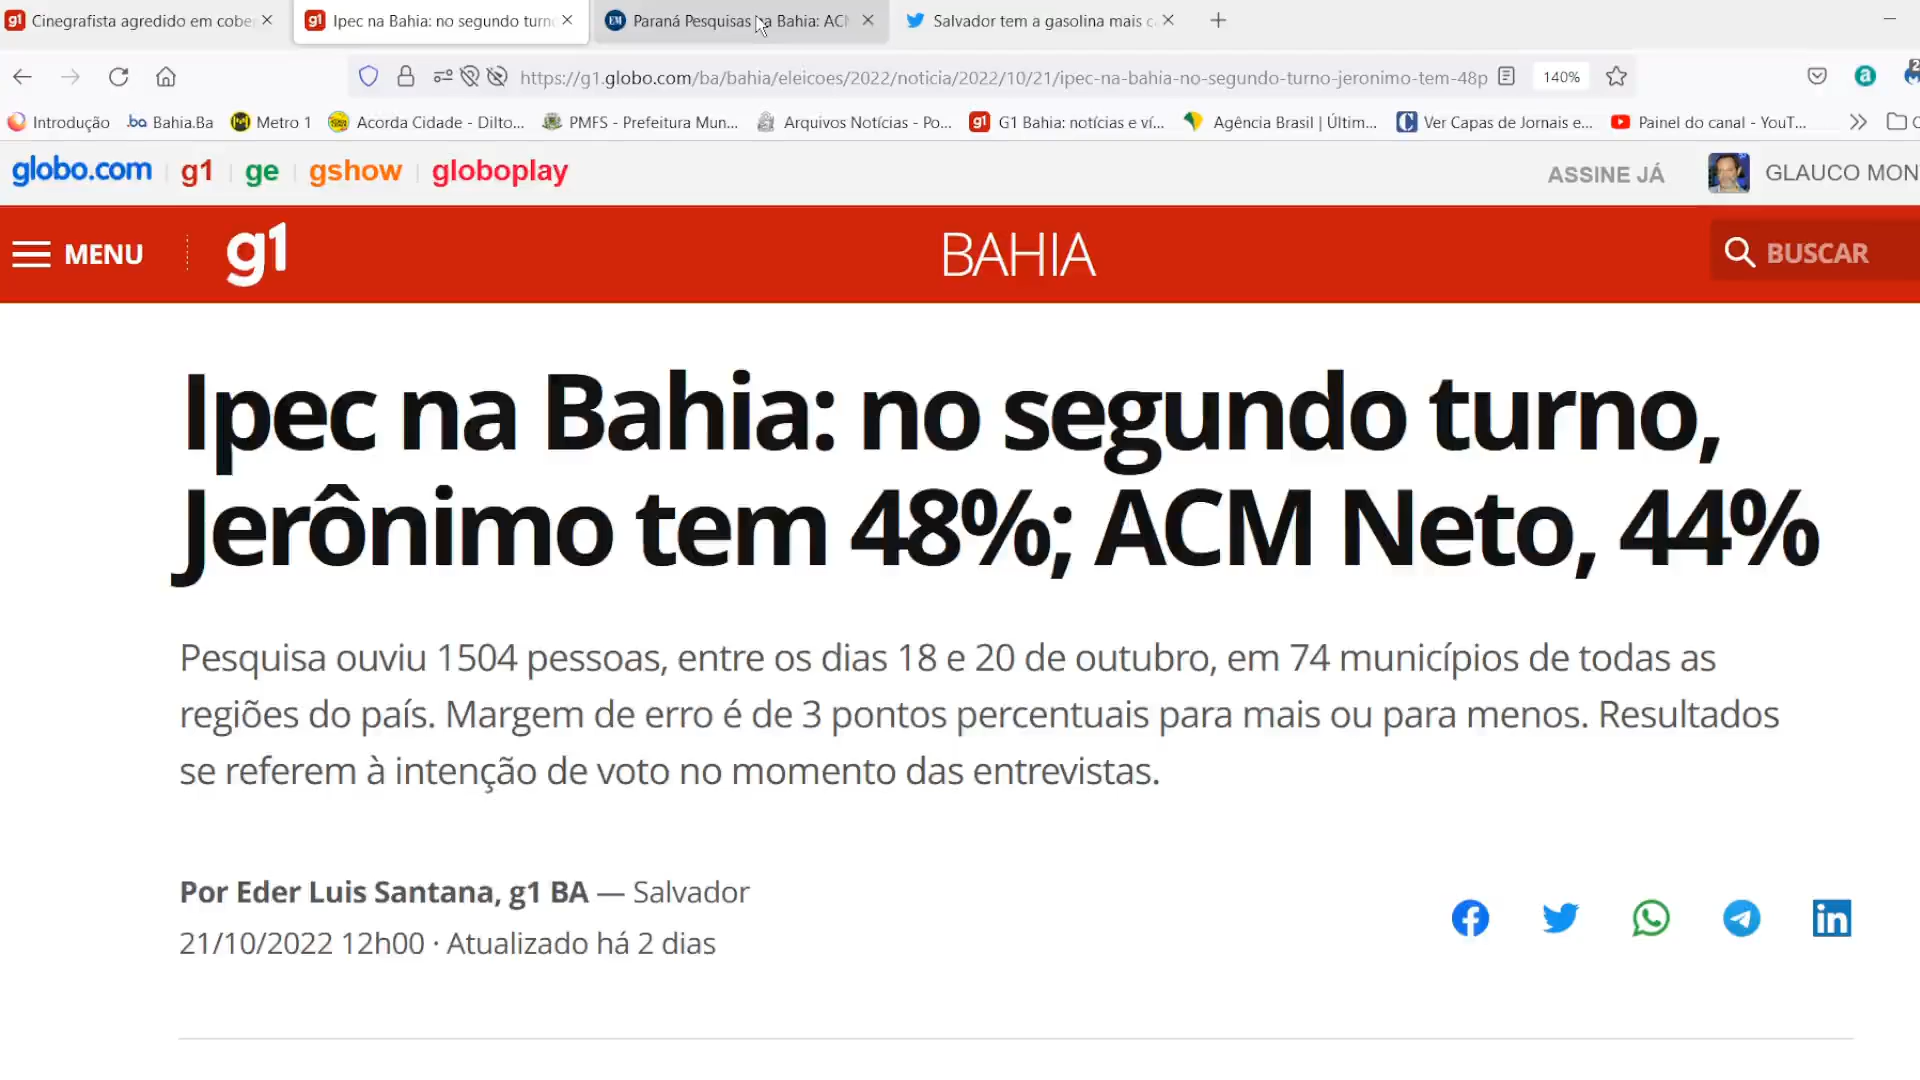 Cinegrafista agredido em cobe
Ipec na Bahia: no segundo turn
Paraná Pesquisas na Bahia: AC
Salvador tem a gasolina mais c
https://g1.globo.com/ba/bahia/eleicoes/2022/noticia/2022/10/21/ipec-na-bahia-no-segundo-turno-jeronimo-tem-48p
140%
Introdução
Bahia.Ba
Metro 1
Acorda Cidade - Dilto...
PMFS - Prefeitura Mun...
Arquivos Notícias - Po...
G1 Bahia: notícias e ví...
Agência Brasil | Últim...
Ver Capas de Jornais e...
Painel do canal - YouT...
globo.com g1 ge gshow globoplay
ASSINE JÁ
GLAUCO MON
MENU
g1
BAHIA
BUSCAR
Ipec na Bahia: no segundo turno,
Jerônimo tem 48%; ACM Neto, 44%
Pesquisa ouviu 1504 pessoas, entre os dias 18 e 20 de outubro, em 74 municípios de todas as
regiões do país. Margem de erro é de 3 pontos percentuais para mais ou para menos. Resultados
se referem à intenção de voto no momento das entrevistas.
Por Eder Luis Santana, g1 BA — Salvador
21/10/2022 12h00 · Atualizado há 2 dias